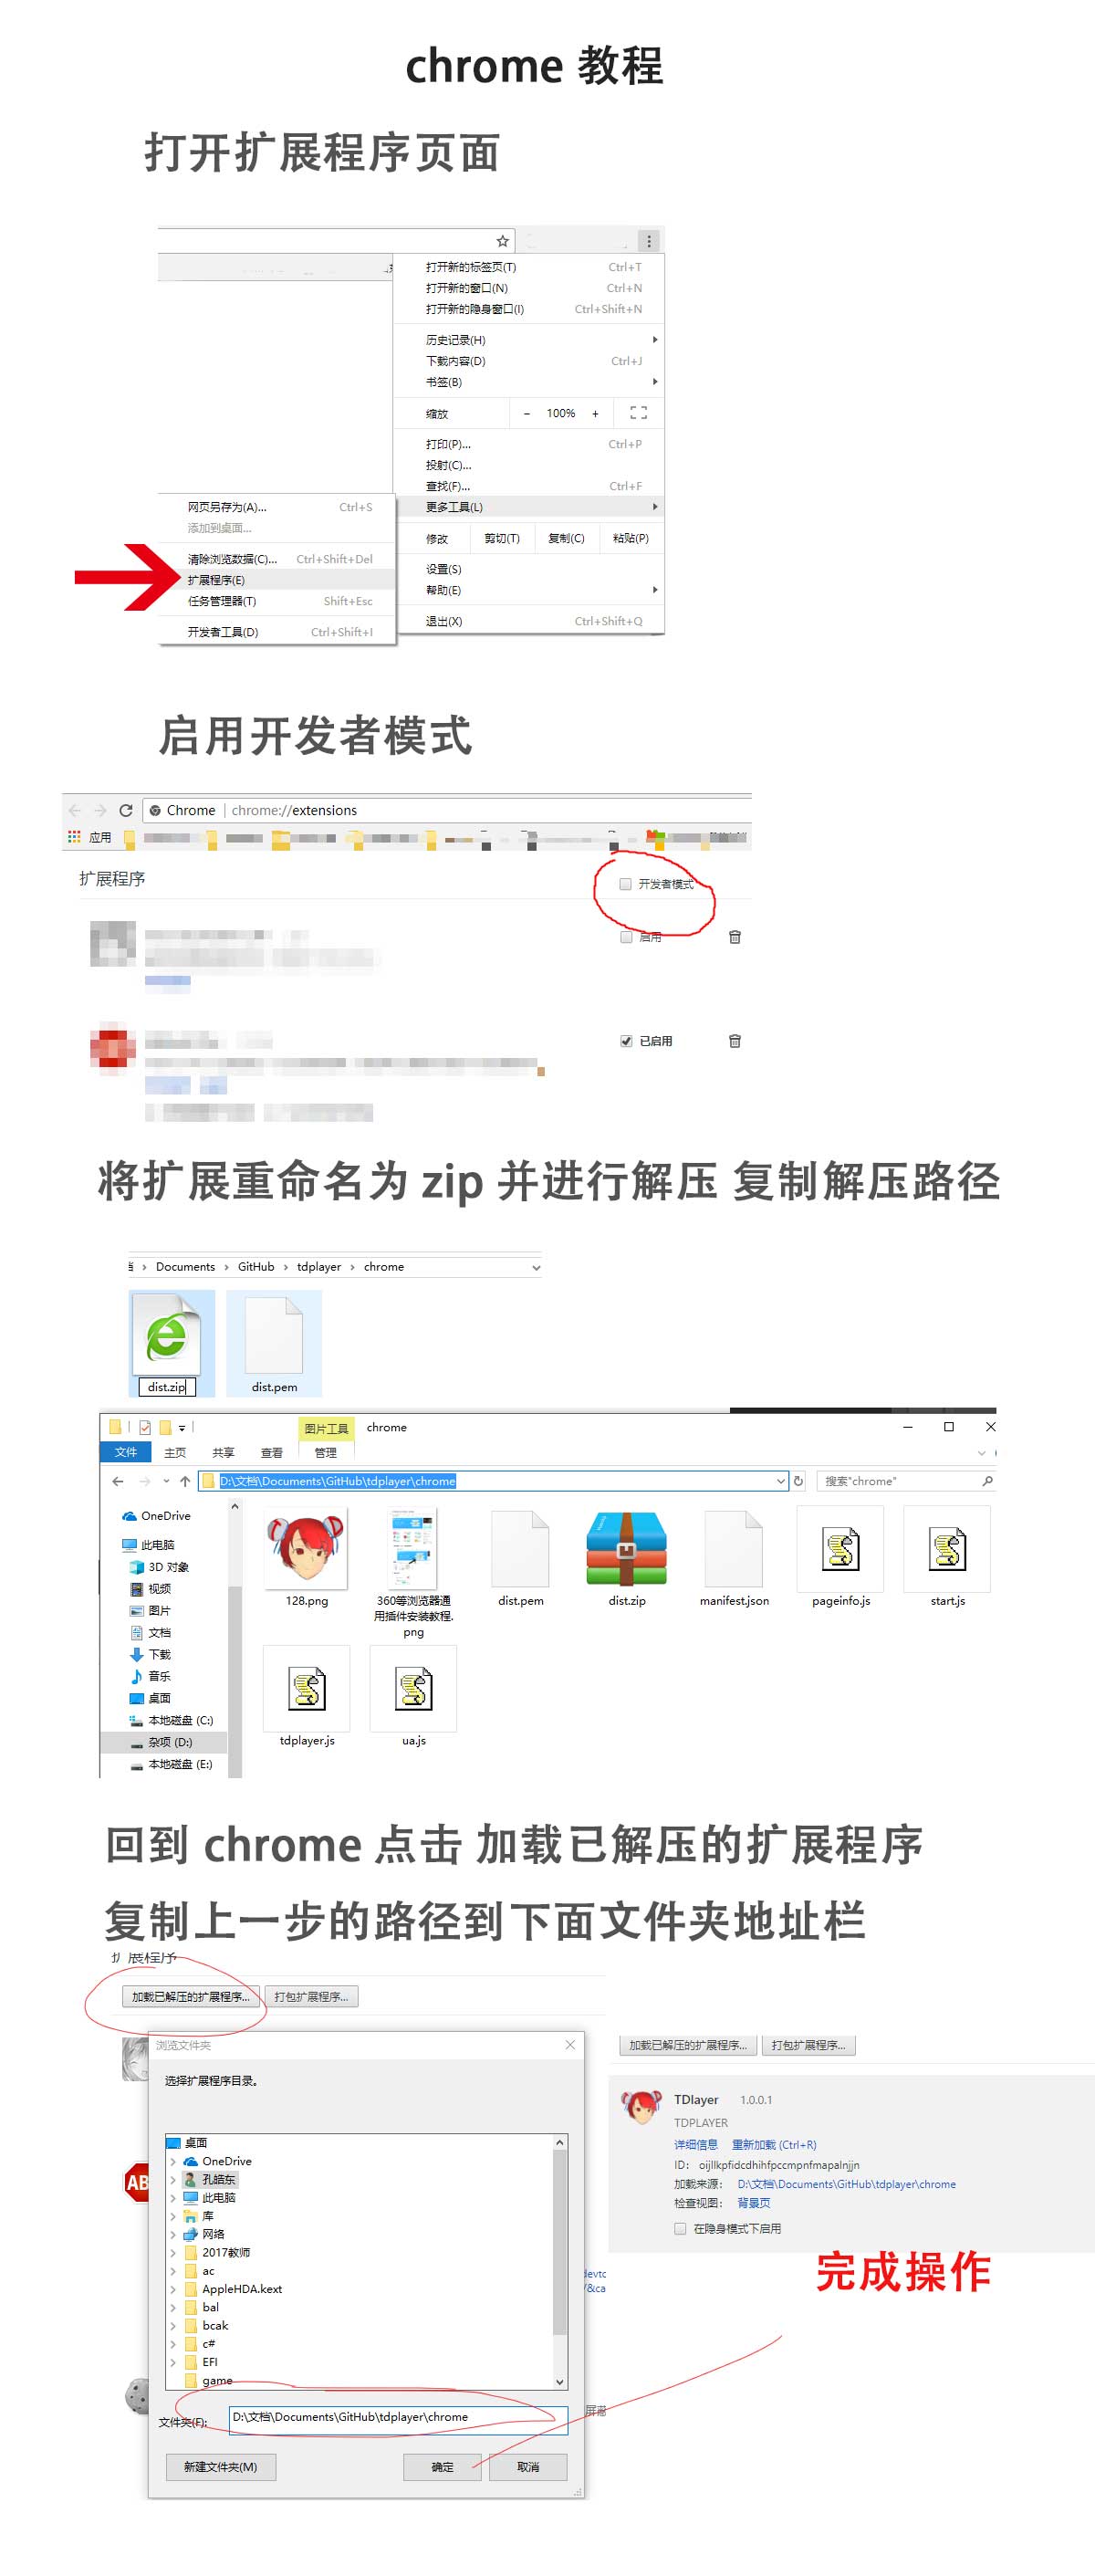 chrome 教程
打开扩展程序页面
打开新的标签页(T) Ctrl+T
打开新的窗口(N) Ctrl+N
打开新的隐身窗口(I) Ctrl+Shift+N
历史记录(H)
下载内容(D) Ctrl+J
书签(B)
缩放 - 100% +
打印(P)... Ctrl+P
投射(C)...
查找(F)... Ctrl+F
更多工具(L)
修改 剪切(T) 复制(C) 粘贴(P)
设置(S)
帮助(E)
退出(X) Ctrl+Shift+Q
网页另存为(A)... Ctrl+S
添加到桌面...
清除浏览数据(C)... Ctrl+Shift+Del
扩展程序(E)
任务管理器(T) Shift+Esc
开发者工具(D) Ctrl+Shift+I
启用开发者模式
Chrome chrome://extensions
应用
扩展程序 开发者模式
启用
已启用
将扩展重命名为 zip 并进行解压 复制解压路径
Documents GitHub tdplayer chrome
dist.zip dist.pem
图片工具 chrome
文件 主页 共享 查看 管理
D:\文档\Documents\GitHub\tdplayer\chrome 搜索"chrome"
OneDrive
此电脑
3D 对象
视频
图片
文档
下载
音乐
桌面
本地磁盘 (C:)
杂项 (D:)
本地磁盘 (E:)
128.png
360等浏览器通
用插件安装教程.
png
dist.pem
dist.zip
manifest.json
pageinfo.js
start.js
tdplayer.js
ua.js
回到 chrome 点击 加载已解压的扩展程序
复制上一步的路径到下面文件夹地址栏
扩展程序
加载已解压的扩展程序... 打包扩展程序...
浏览文件夹
选择扩展程序目录。
桌面
OneDrive
孔皓东
此电脑
库
网络
2017教师
ac
AppleHDA.kext
bal
bcak
c#
EFI
game
文件夹(F): D:\文档\Documents\GitHub\tdplayer\chrome
新建文件夹(M) 确定 取消
AB
devtc
/&ca
加载已解压的扩展程序... 打包扩展程序...
TDlayer 1.0.0.1
TDPLAYER
详细信息 重新加载 (Ctrl+R)
ID: oijllkpfidcdhihfpccmpnfmapalnjjn
加载来源: D:\文档\Documents\GitHub\tdplayer\chrome
检查视图: 背景页
在隐身模式下启用
完成操作